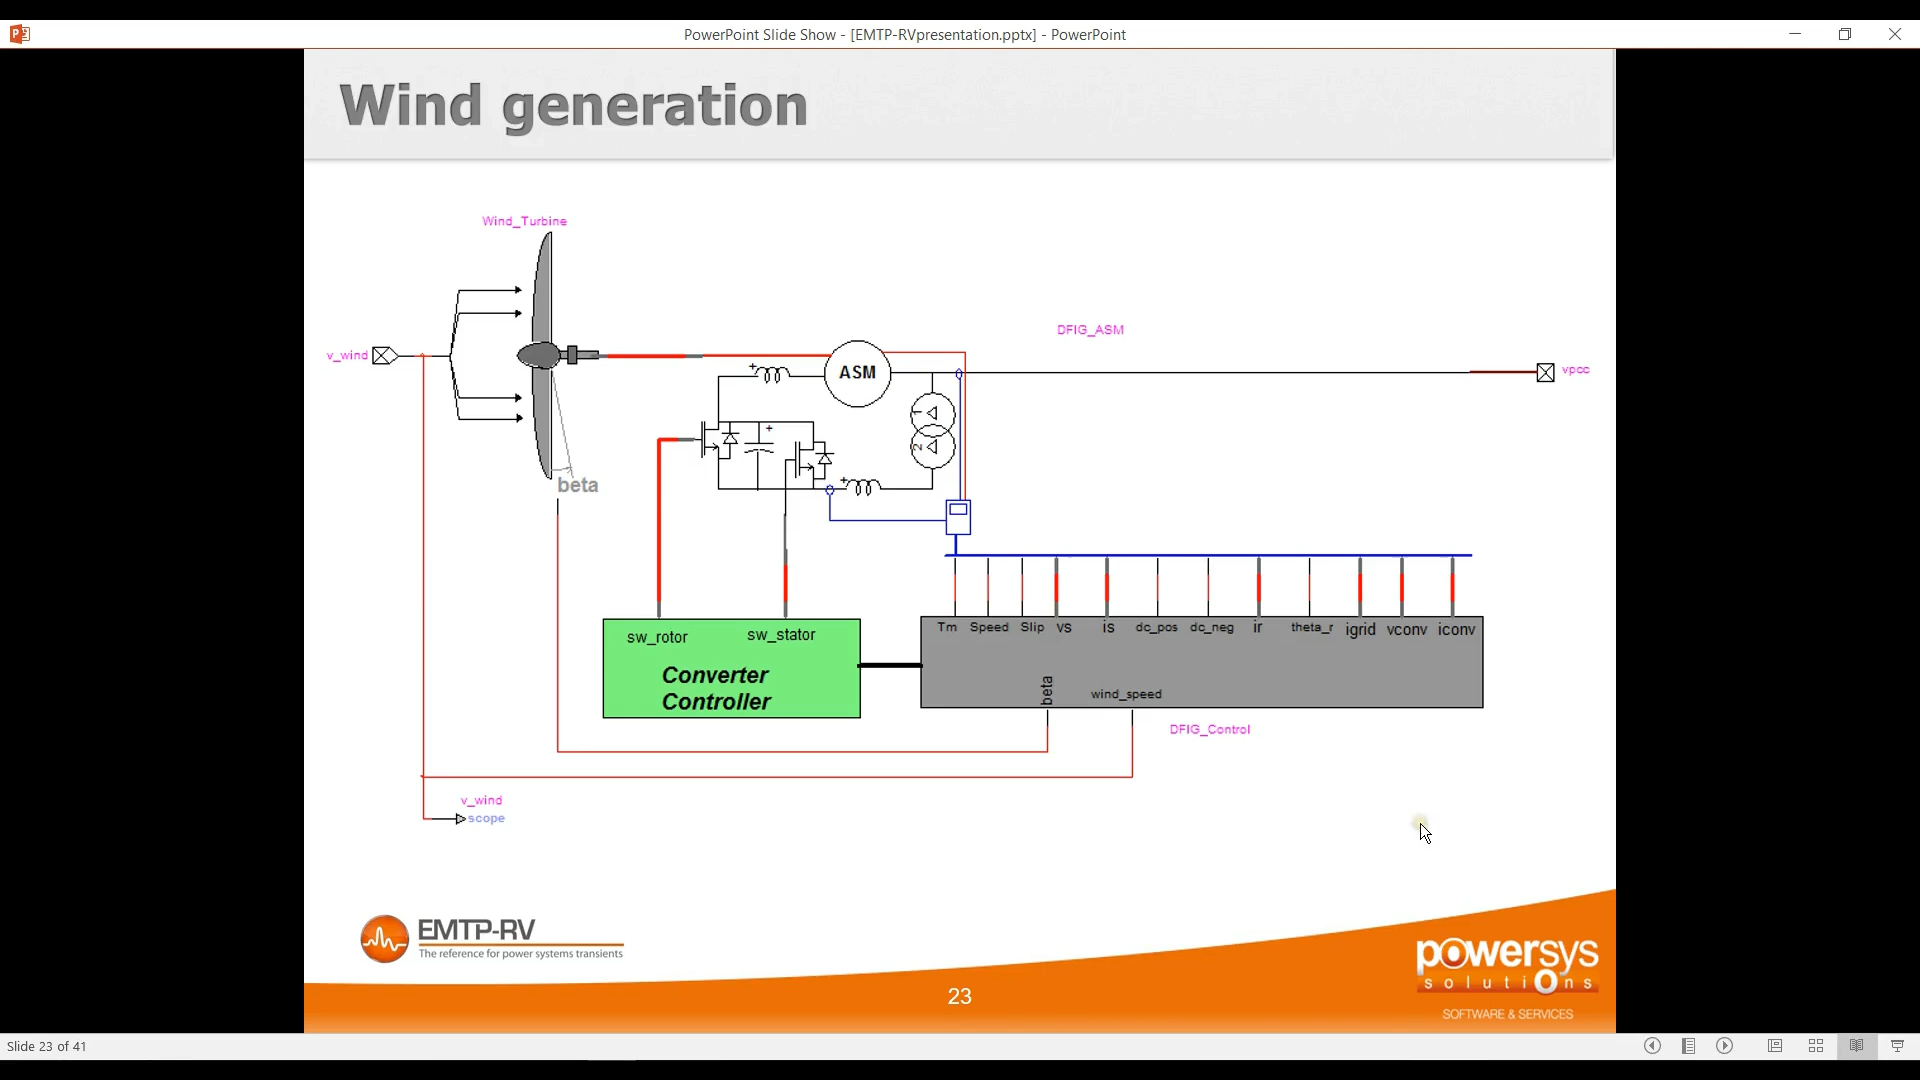 PowerPoint Slide Show - [EMTP-RVpresentation.pptx] - PowerPoint
Wind generation
Wind_Turbine
v_wind
beta
DFIG_ASM
ASM
vpcc
1
2
+
+
+
sw_rotor sw_stator
Converter
Controller
Tm Speed Slip vs is dc_pos dc_neg ir theta_r igrid vconv iconv
beta
wind_speed
DFIG_Control
v_wind
scope
EMTP-RV
The reference for power systems transients
powersys
solutiOns
SOFTWARE & SERVICES
23
Slide 23 of 41